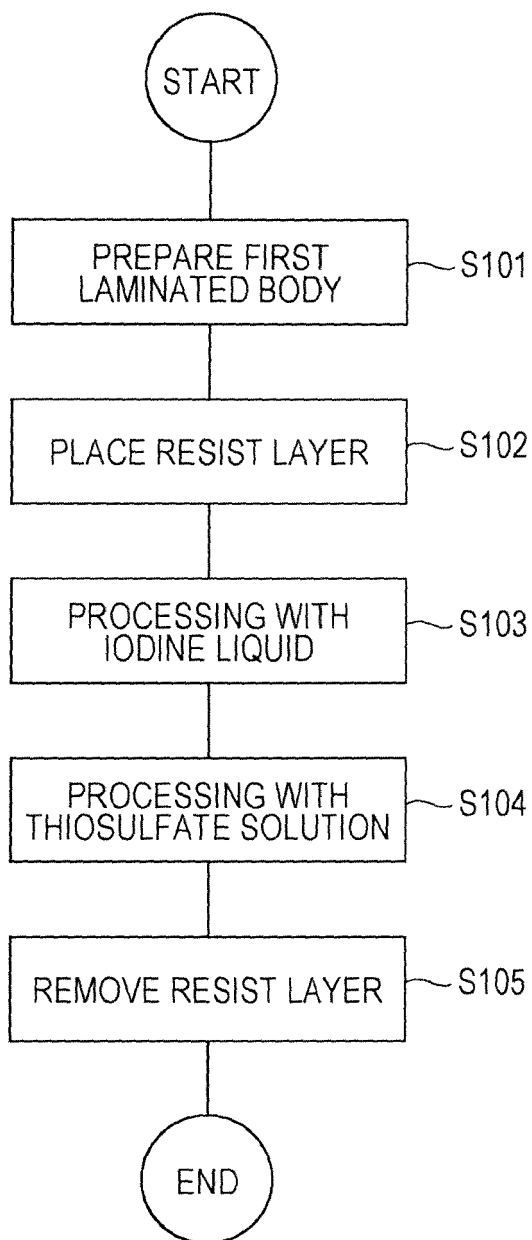 START
PREPARE FIRST
LAMINATED BODY
S101
PLACE RESIST LAYER
S102
PROCESSING WITH
IODINE LIQUID
S103
PROCESSING WITH
THIOSULFATE SOLUTION
S104
REMOVE RESIST LAYER
S105
END